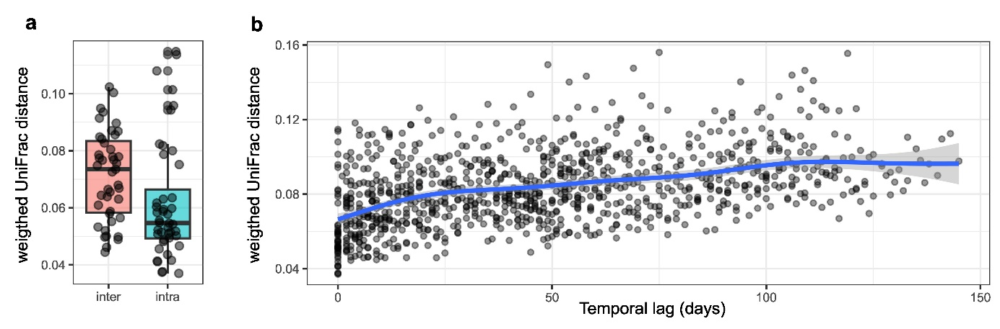 a
weigthed UniFrac distance
0.10
0.08
0.06
0.04
inter
intra
b
weigthed UniFrac distance
0.16
0.12
0.08
0.04
0
50
100
150
Temporal lag (days)